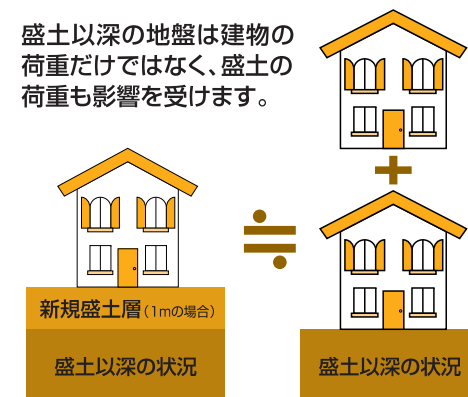 盛土以深の地盤は建物の
荷重だけではなく、盛土の
荷重も影響を受けます。
+
≒
新規盛土層（1mの場合）
盛土以深の状況
盛土以深の状況